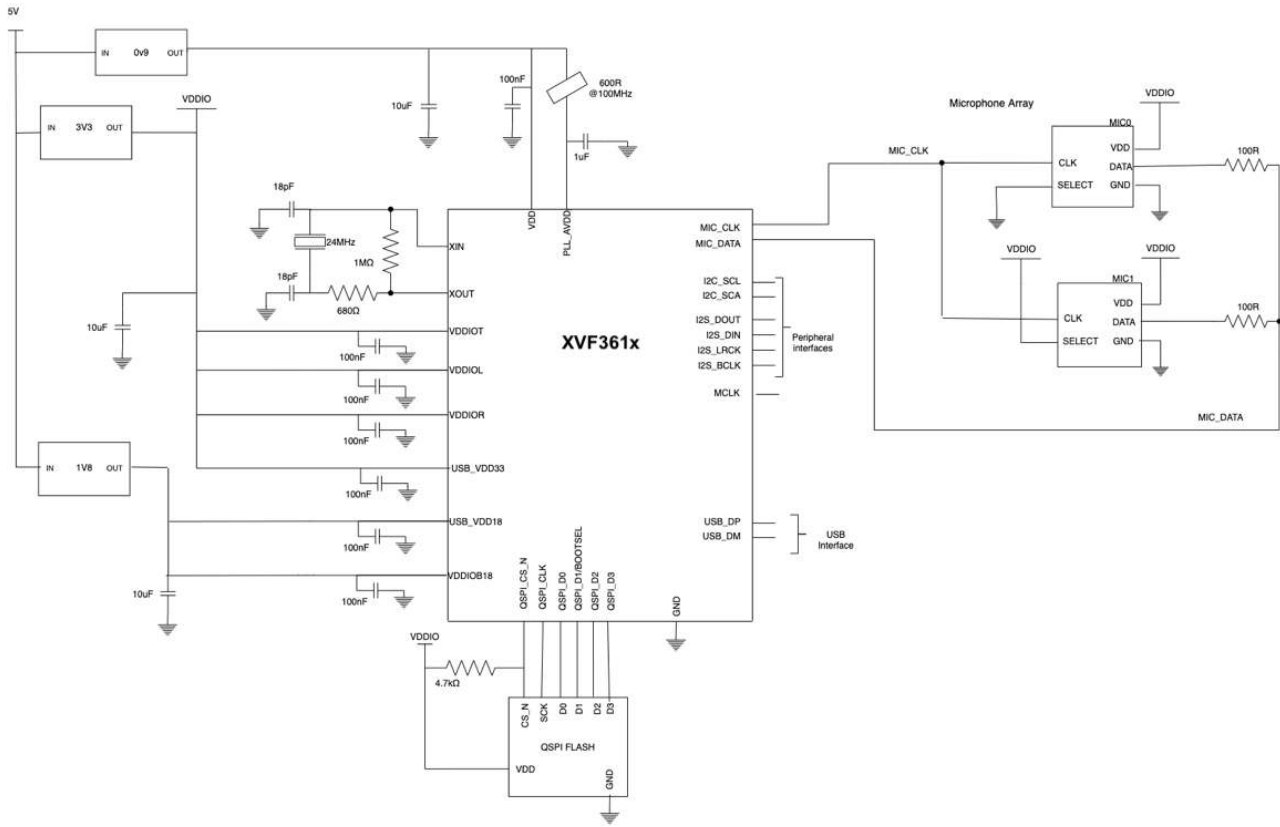 5V
IN 0v9 OUT
VDDIO
IN 3V3 OUT
10uF
100nF
600R
@100MHz
1uF
Microphone Array
VDDIO
MIC0
VDD
CLK
DATA
SELECT
GND
100R
MIC_CLK
18pF
24MHz
1MΩ
18pF
680Ω
10uF
VDD
PLL_AVDD
XIN
XOUT
VDDIOT
100nF
VDDIOL
100nF
VDDIOR
100nF
USB_VDD33
100nF
USB_VDD18
100nF
VDDIOB18
100nF
XVF361x
MIC_CLK
MIC_DATA
I2C_SCL
I2C_SCA
I2S_DOUT
I2S_DIN
I2S_LRCK
I2S_BCLK
Peripheral
interfaces
MCLK
VDDIO
VDDIO
MIC1
VDD
CLK
DATA
SELECT
GND
100R
MIC_DATA
IN 1V8 OUT
10uF
USB_DP
USB_DM
USB
Interface
QSPI_CS_N
QSPI_CLK
QSPI_D0
QSPI_D1/BOOTSEL
QSPI_D2
QSPI_D3
GND
VDDIO
4.7kΩ
CS_N
SCK
D0
D1
D2
D3
QSPI FLASH
VDD
GND